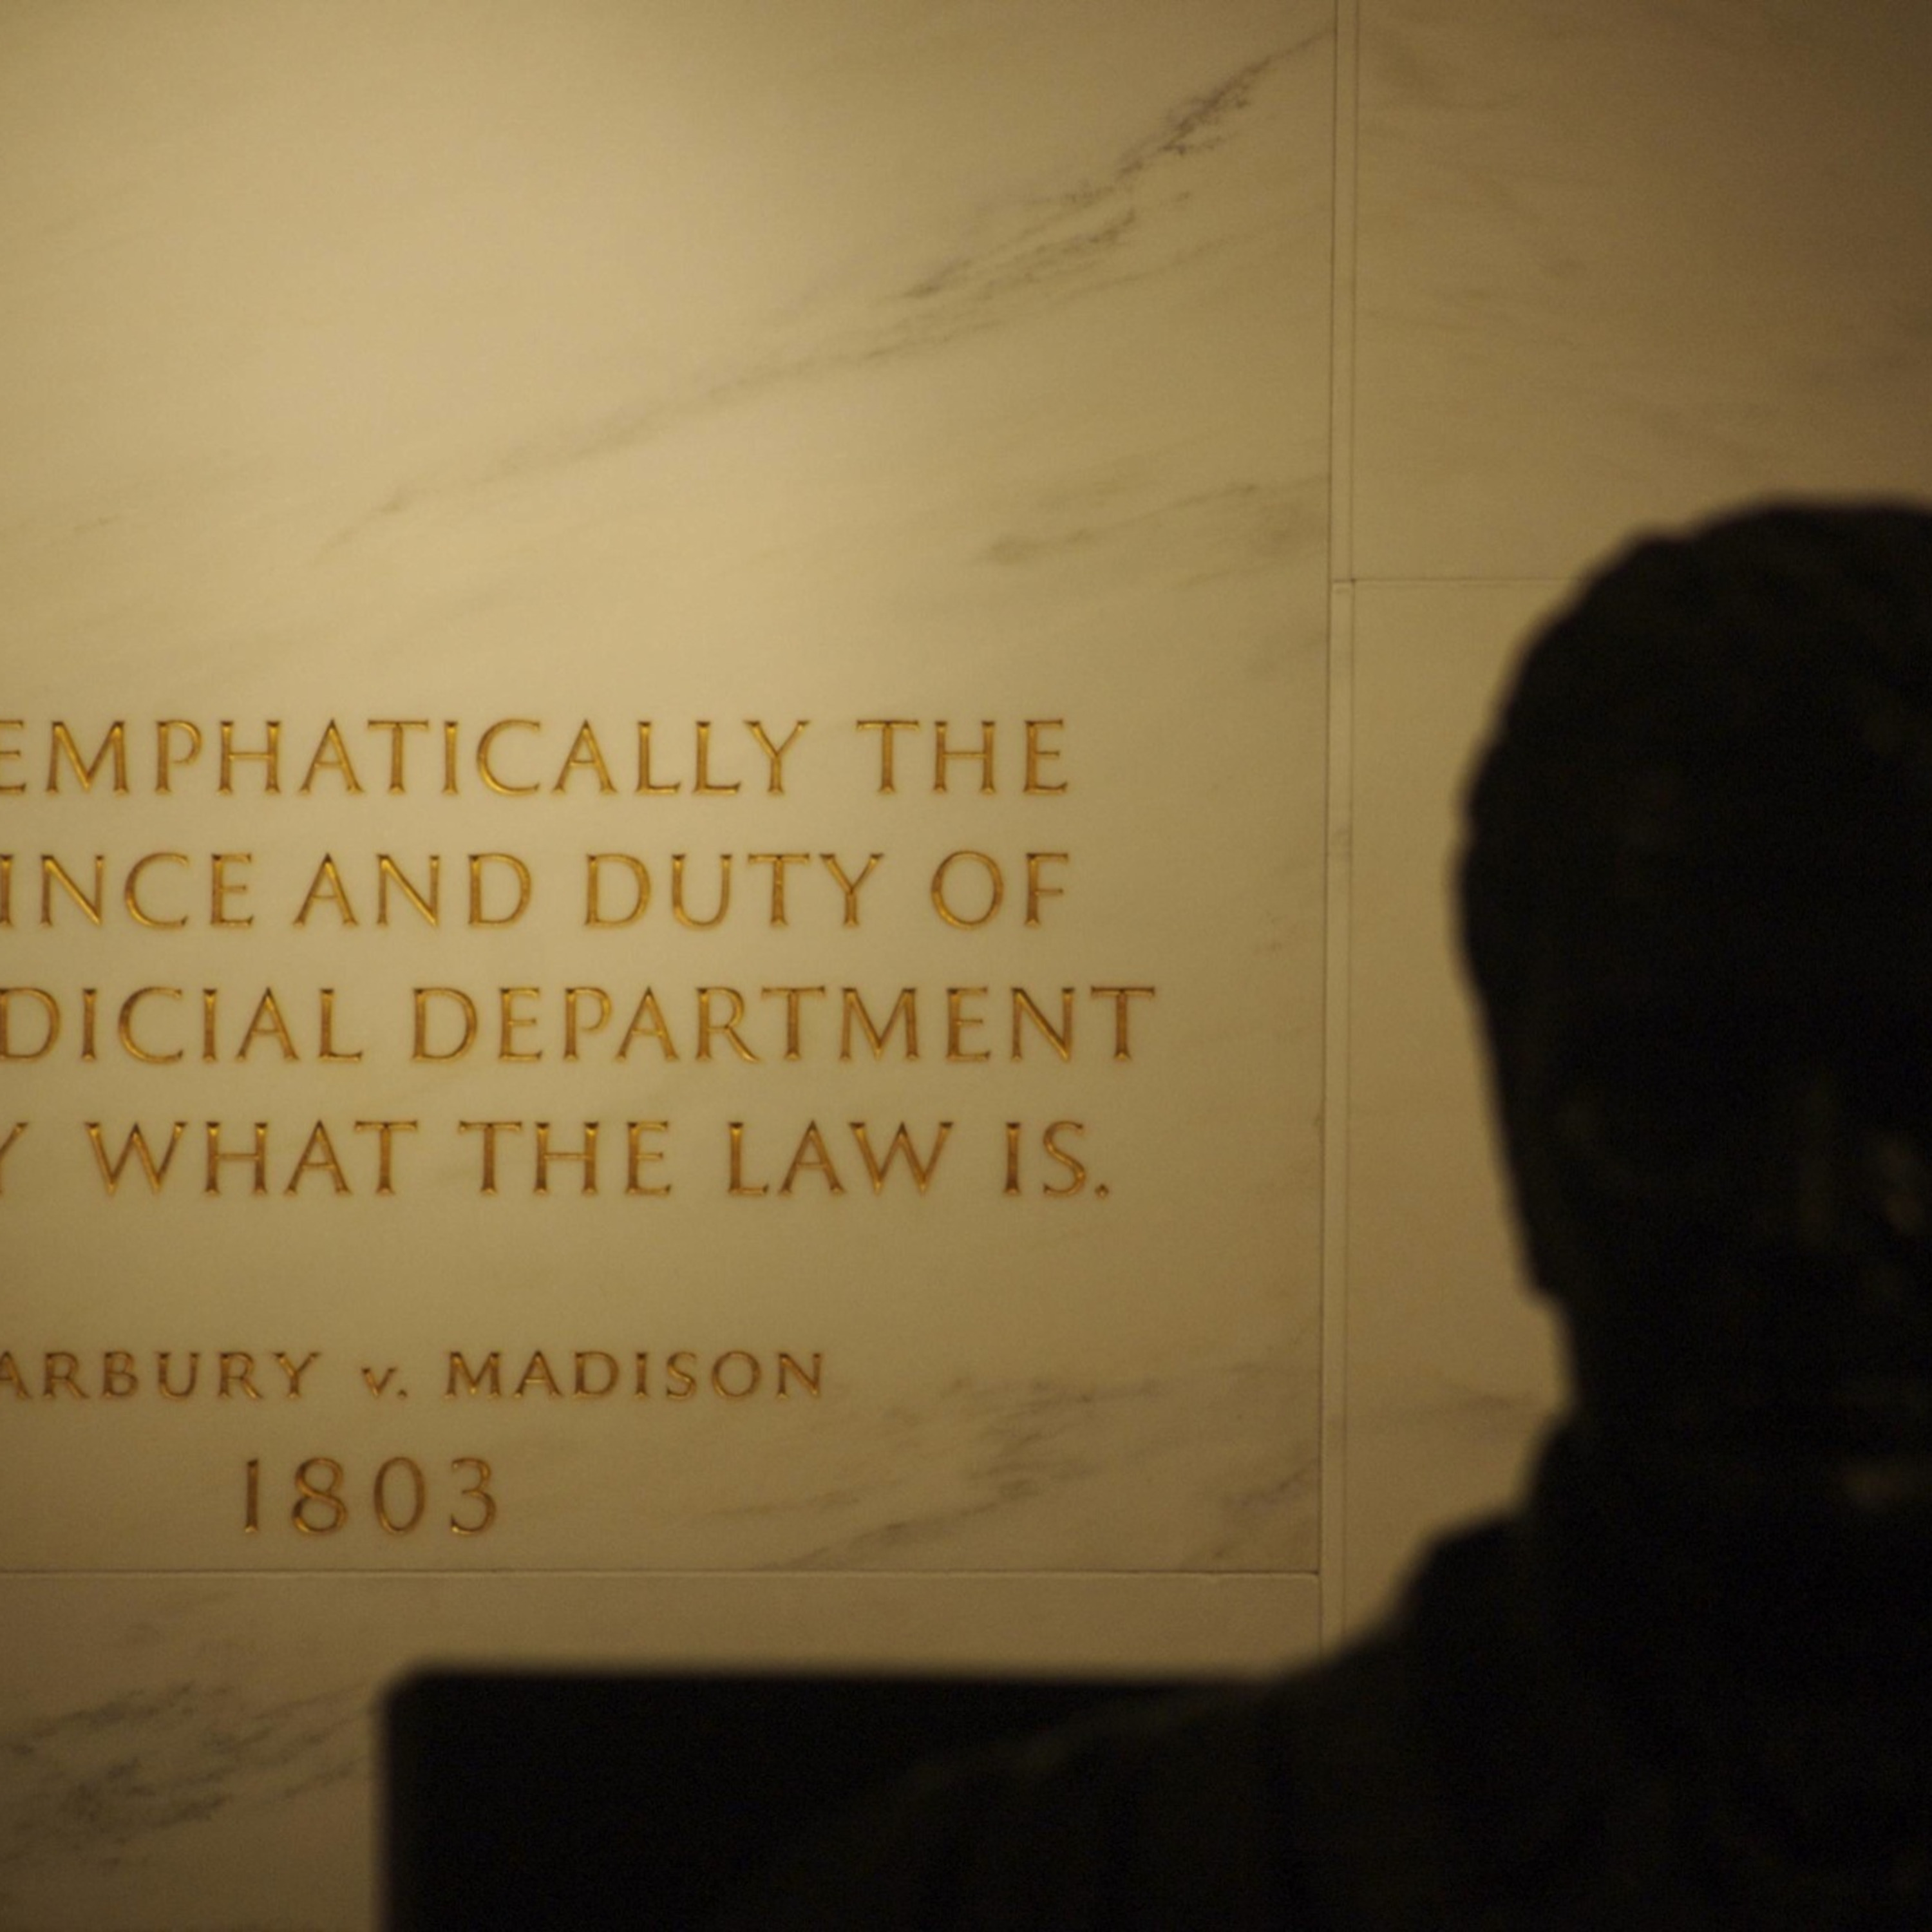 EMPHATICALLY THE
INCE AND DUTY OF
DICIAL DEPARTMENT
Y WHAT THE LAW IS.
ARBURY v. MADISON
1803